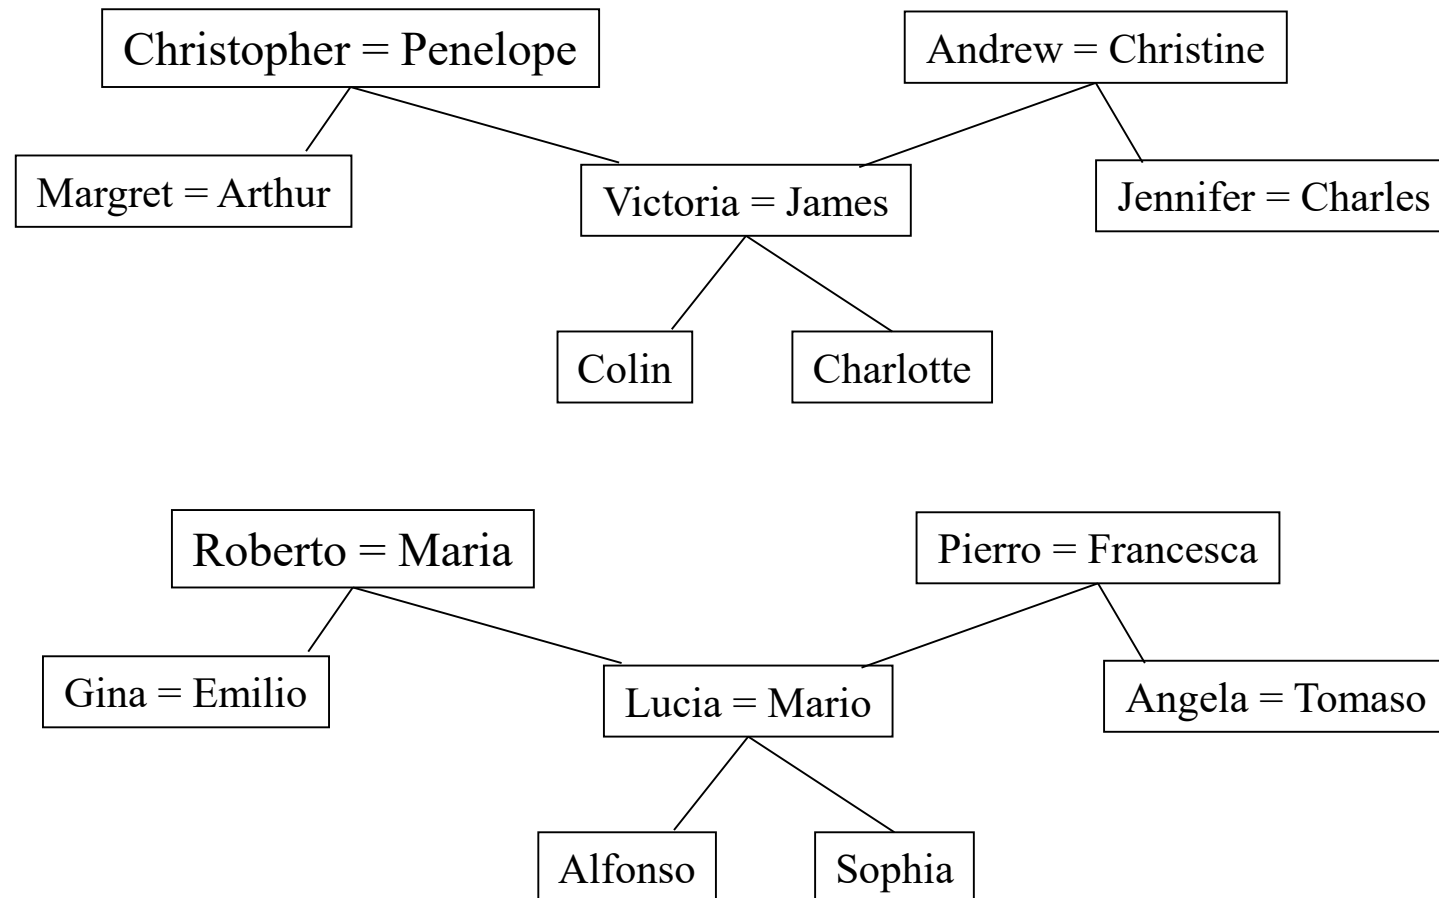 Christopher = Penelope
Andrew = Christine
Margret = Arthur
Victoria = James
Jennifer = Charles
Colin
Charlotte
Roberto = Maria
Pierro = Francesca
Gina = Emilio
Lucia = Mario
Angela = Tomaso
Alfonso
Sophia